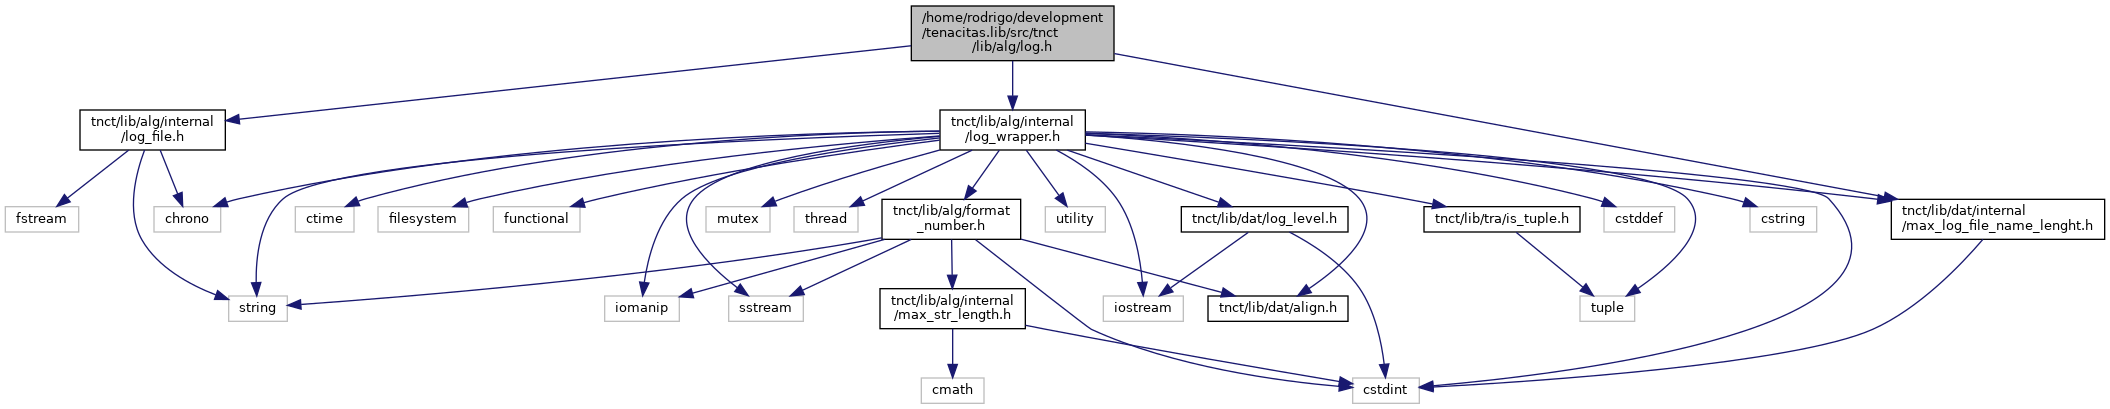 /home/rodrigo/development
/tenacitas.lib/src/tnct
/lib/alg/log.h
tnct/lib/alg/internal
/log_file.h
tnct/lib/alg/internal
/log_wrapper.h
fstream
chrono
ctime
filesystem
functional
mutex
thread
tnct/lib/alg/format
_number.h
utility
tnct/lib/dat/log_level.h
tnct/lib/tra/is_tuple.h
cstddef
cstring
tnct/lib/dat/internal
/max_log_file_name_lenght.h
string
iomanip
sstream
tnct/lib/alg/internal
/max_str_length.h
iostream
tnct/lib/dat/align.h
tuple
cmath
cstdint